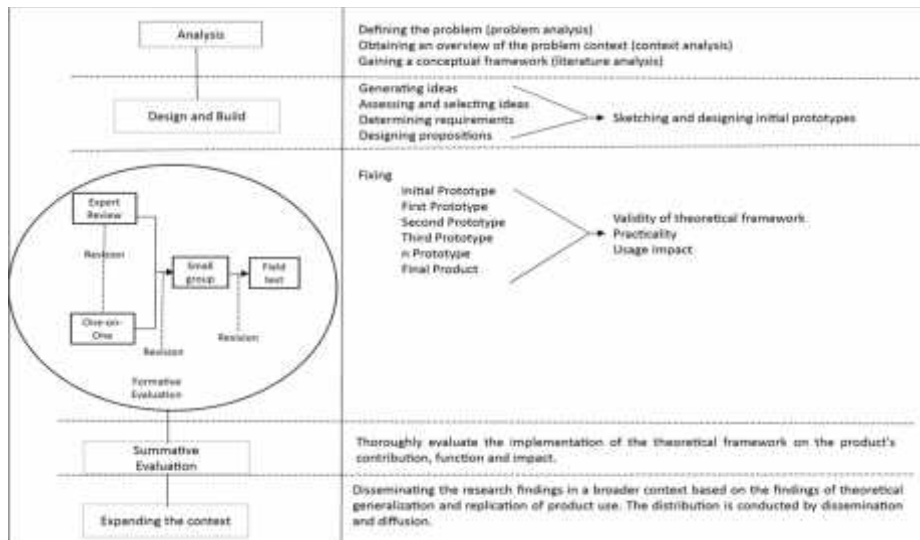 Analysis
Defining the problem (problem analysis)
Obtaining an overview of the problem context (context analysis)
Gaining a conceptual framework (literature analysis)
Design and Build
Generating ideas
Assessing and selecting ideas
Determining requirements
Designing propositions
Sketching and designing initial prototypes
Expert
Review
Revision
One-on-
One
Small
group
Revision
Field
test
Revision
Formative
Evaluation
Fixing
Initial Prototype
First Prototype
Second Prototype
Third Prototype
n Prototype
Final Product
Validity of theoretical framework
Practicality
Usage Impact
Summative
Evaluation
Thoroughly evaluate the implementation of the theoretical framework on the product's
contribution, function and impact.
Expanding the context
Disseminating the research findings in a broader context based on the findings of theoretical
generalization and replication of product use. The distribution is conducted by dissemination
and diffusion.